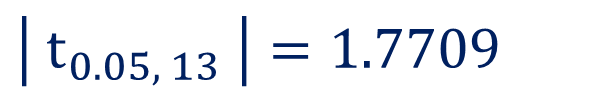 | t₀.₀₅, ₁₃ | = 1.7709